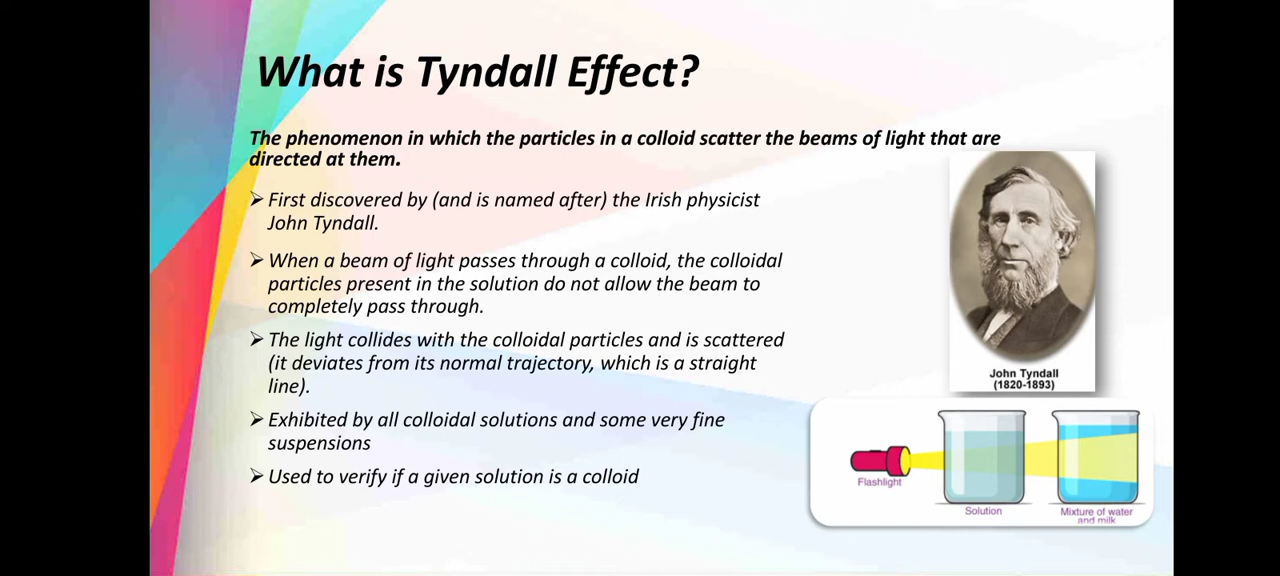 What is Tyndall Effect?
The phenomenon in which the particles in a colloid scatter the beams of light that are
directed at them.
First discovered by (and is named after) the Irish physicist
John Tyndall.
When a beam of light passes through a colloid, the colloidal
particles present in the solution do not allow the beam to
completely pass through.
The light collides with the colloidal particles and is scattered
(it deviates from its normal trajectory, which is a straight
line).
Exhibited by all colloidal solutions and some very fine
suspensions
Used to verify if a given solution is a colloid
John Tyndall
(1820-1893)
Flashlight
Solution
Mixture of water
and milk